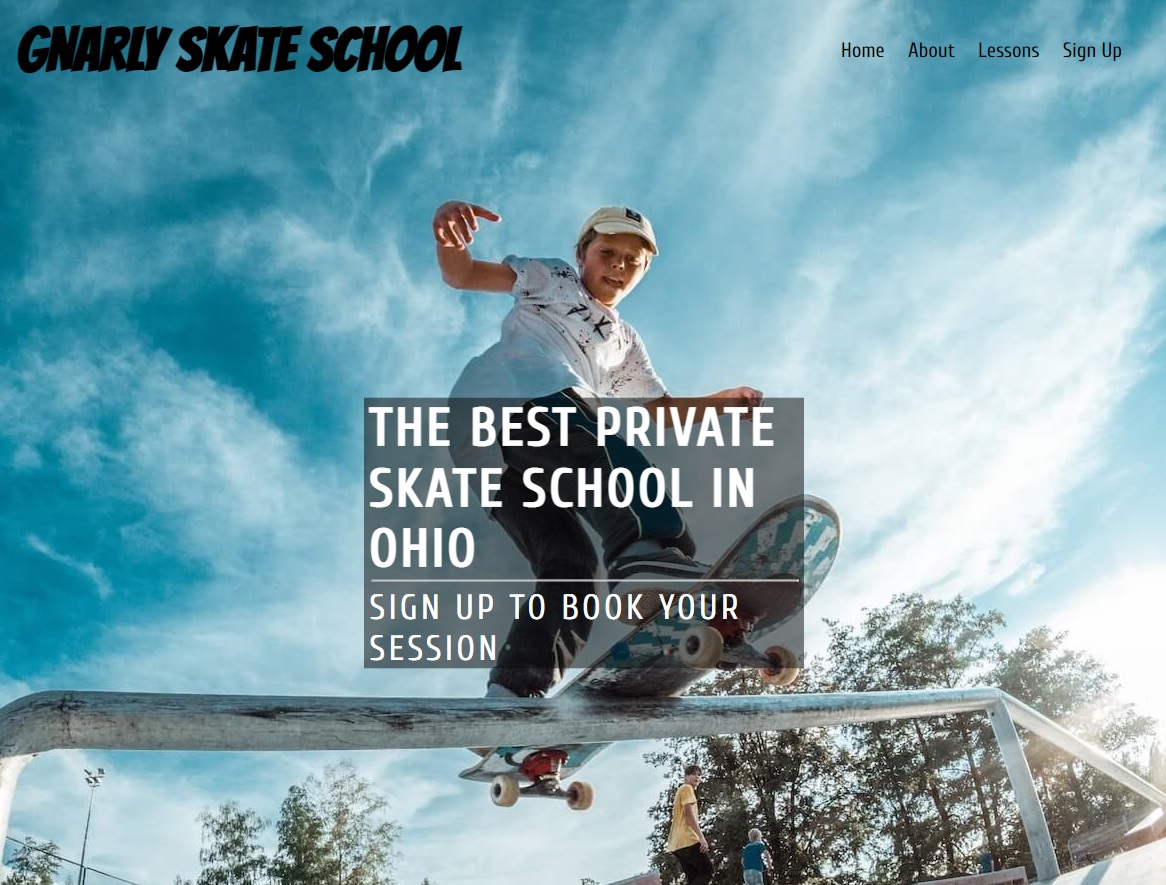 GNARLY SKATE SCHOOL
Home About Lessons Sign Up
THE BEST PRIVATE
SKATE SCHOOL IN
OHIO
SIGN UP TO BOOK YOUR
SESSION